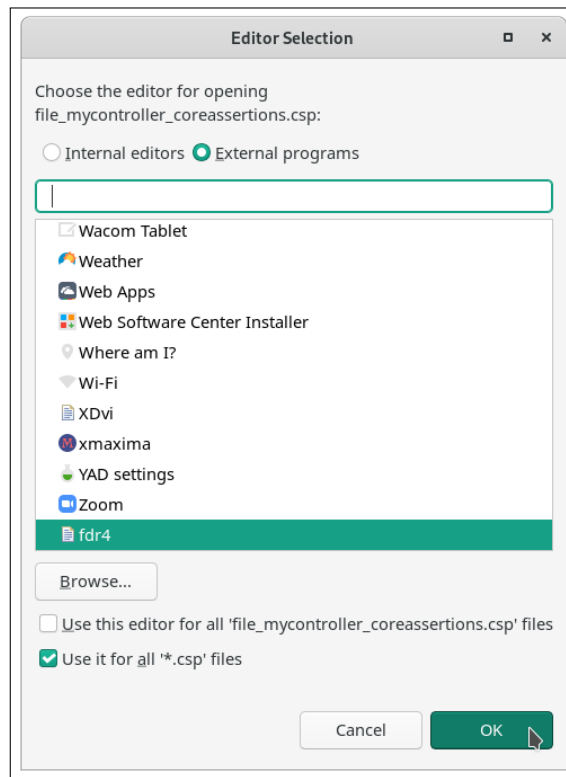 Editor Selection
Choose the editor for opening
file_mycontroller_coreassertions.csp:
Internal editors External programs
Wacom Tablet
Weather
Web Apps
Web Software Center Installer
Where am I?
Wi-Fi
XDvi
xmaxima
YAD settings
Zoom
fdr4
Browse...
Use this editor for all 'file_mycontroller_coreassertions.csp' files
Use it for all '*.csp' files
Cancel OK